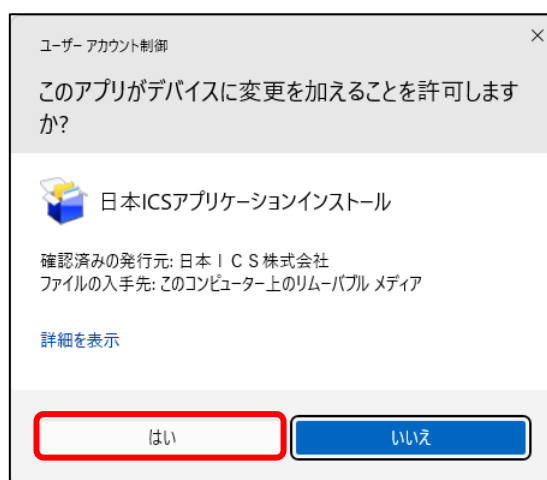 ユーザー アカウント制御
×
このアプリがデバイスに変更を加えることを許可します
か?
日本ICSアプリケーションインストール
確認済みの発行元: 日本ＩＣＳ株式会社
ファイルの入手先: このコンピューター上のリムーバブル メディア
詳細を表示
はい
いいえ